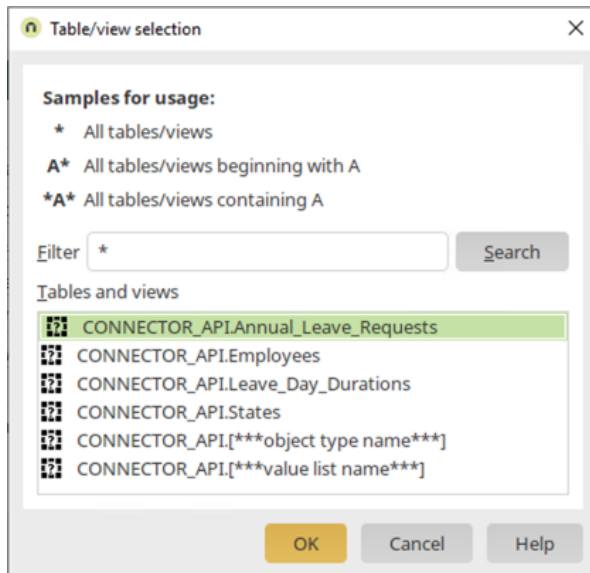 Table/view selection
Samples for usage:
* All tables/views
A* All tables/views beginning with A
*A* All tables/views containing A
Filter * Search
Tables and views
CONNECTOR_API.Annual_Leave_Requests
CONNECTOR_API.Employees
CONNECTOR_API.Leave_Day_Durations
CONNECTOR_API.States
CONNECTOR_API.[***object type name***]
CONNECTOR_API.[***value list name***]
OK Cancel Help